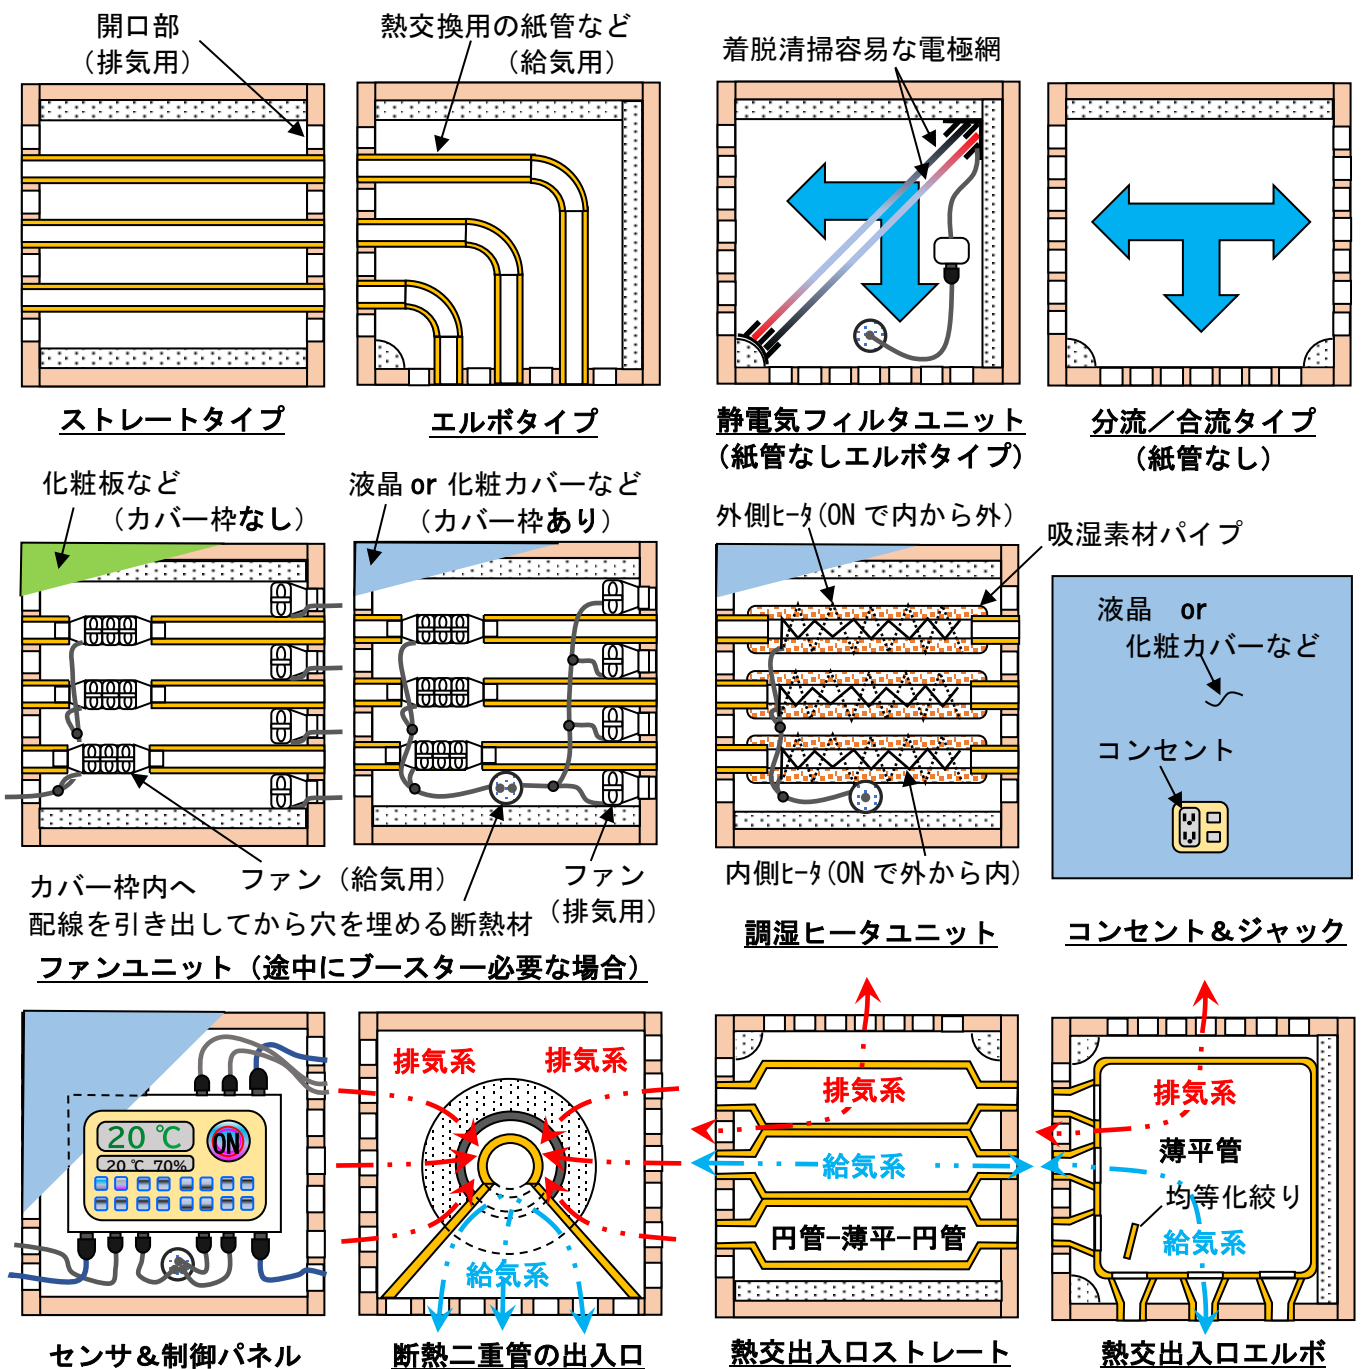 開口部
（排気用）
熱交換用の紙管など
（給気用）
着脱清掃容易な電極網
ストレートタイプ
エルボタイプ
静電気フィルタユニット
（紙管なしエルボタイプ）
分流／合流タイプ
（紙管なし）
化粧板など
（カバー枠なし）
液晶 or 化粧カバーなど
（カバー枠あり）
外側ﾋｰﾀ(ON で内から外)
吸湿素材パイプ
液晶 or
化粧カバーなど
コンセント
カバー枠内へ
配線を引き出してから穴を埋める断熱材
ファン（給気用）
ファン
（排気用）
内側ﾋｰﾀ(ON で外から内)
ファンユニット（途中にブースター必要な場合）
調湿ヒータユニット
コンセント＆ジャック
20 ℃
20 ℃ 70%
ON
排気系
排気系
給気系
排気系
給気系
円管−薄平−円管
排気系
薄平管
均等化絞り
給気系
センサ＆制御パネル
断熱二重管の出入口
熱交出入口ストレート
熱交出入口エルボ